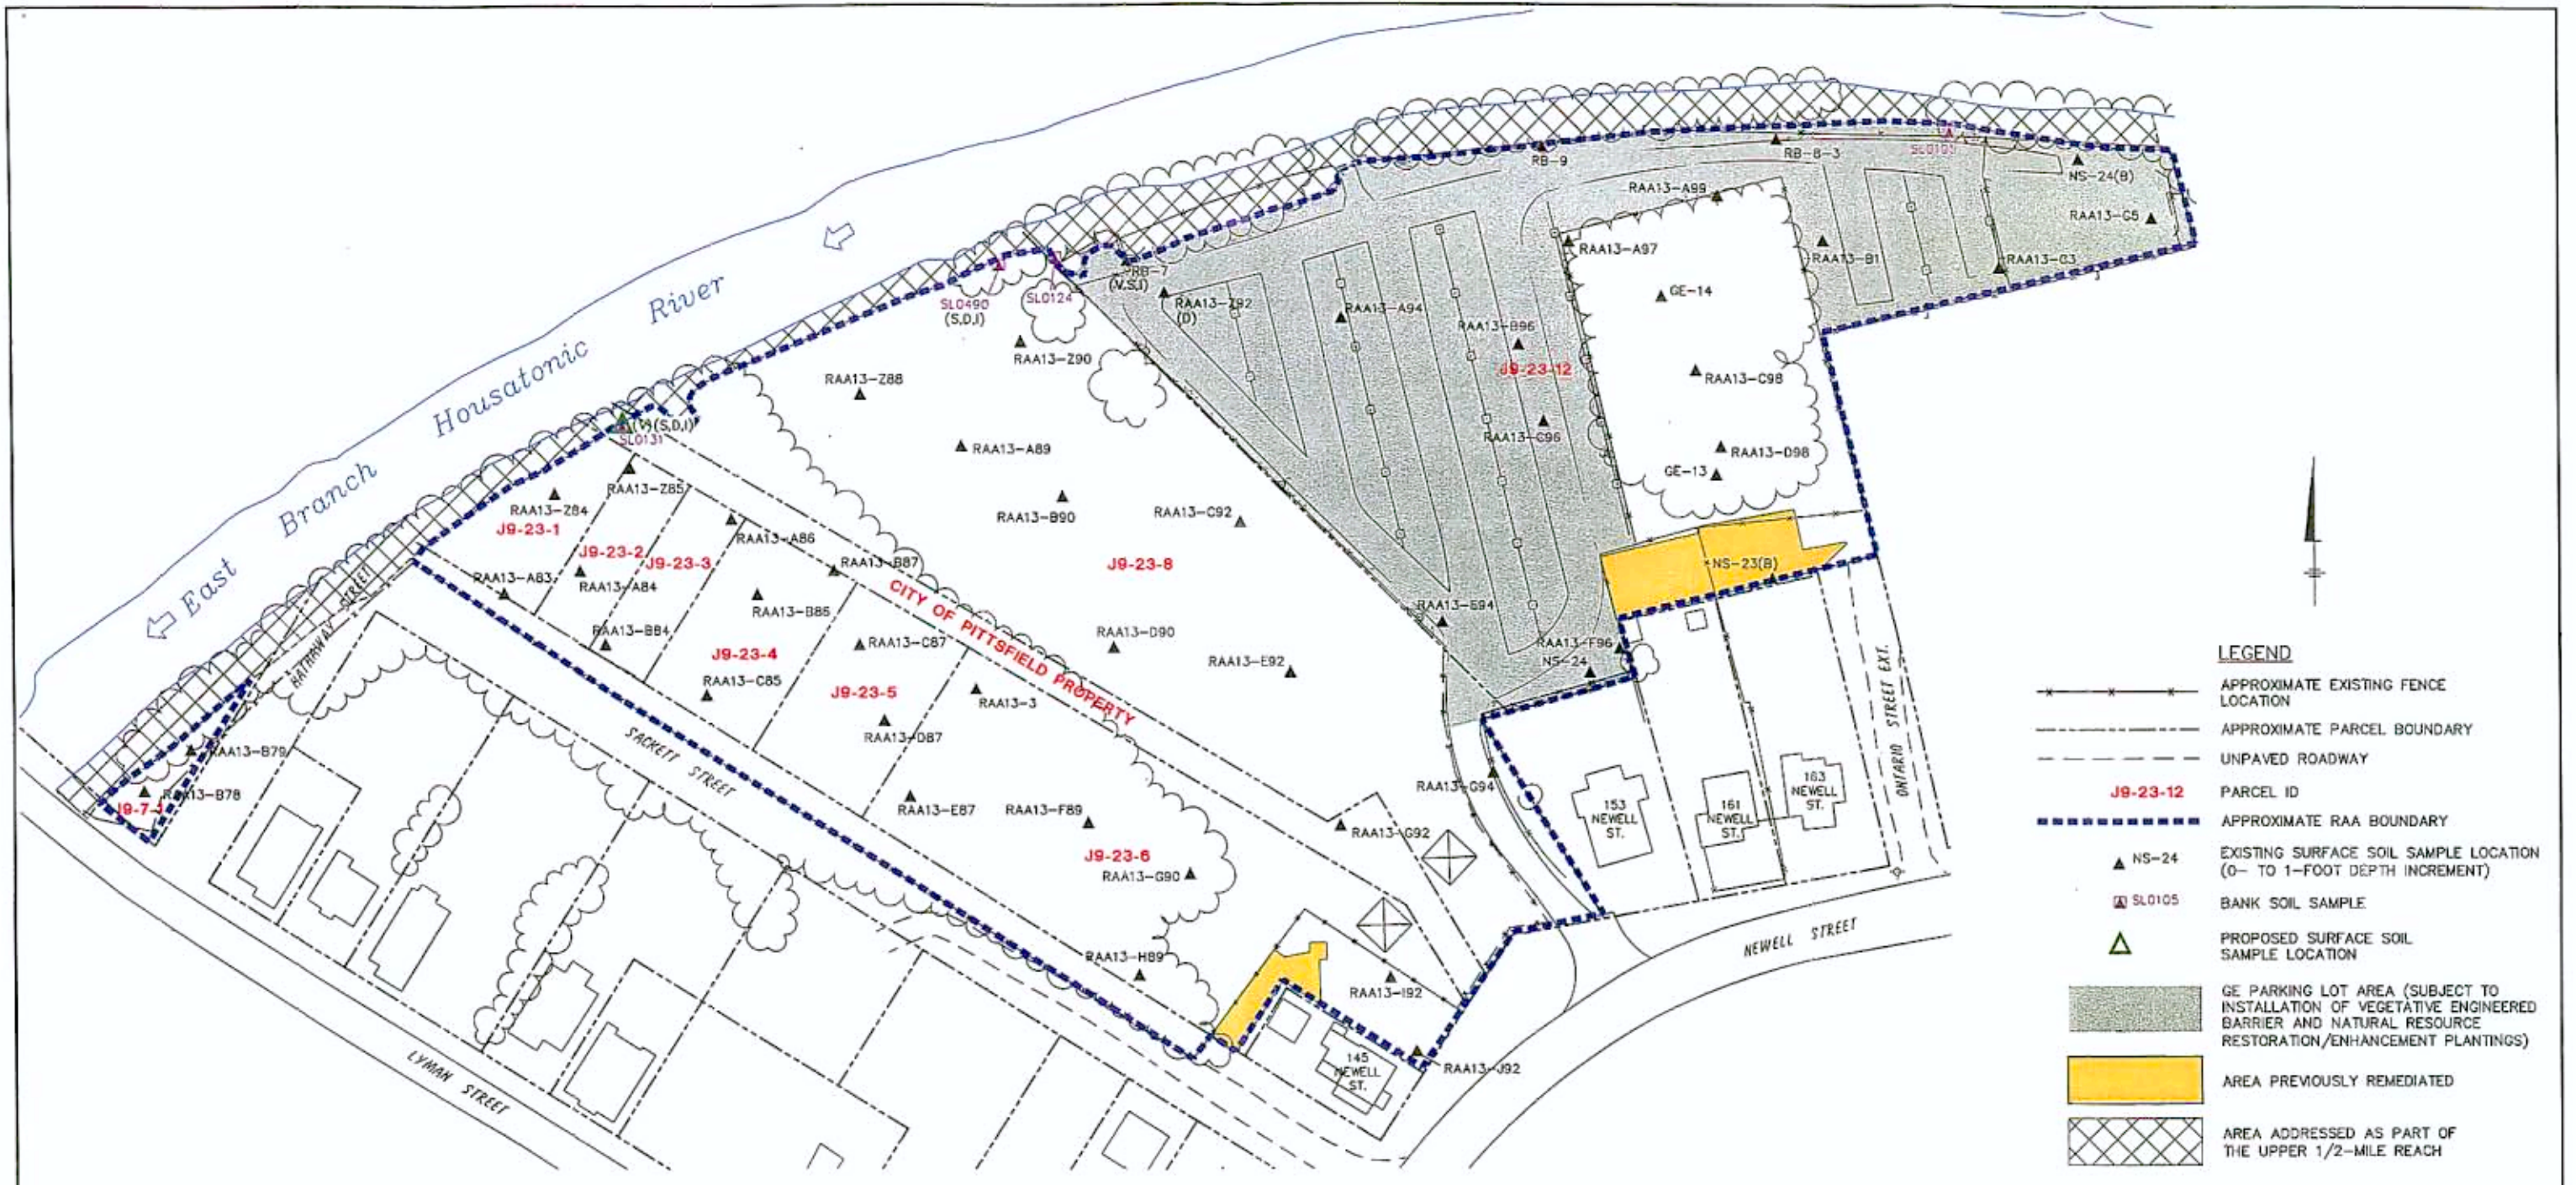 RB-9
RB-8-3
SL0105
NS-24(B)
RAA13-A99
RAA13-G5
RAA13-A97
RAA13-B1
RAA13-C3
RB-7
(V,S,I)
SL0490
(S,D,I)
SL0124
RAA13-Z92
(D)
RAA13-A94
GE-14
RAA13-B96
J9-23-12
RAA13-Z90
RAA13-Z88
RAA13-C98
East Branch Housatonic River
(S,D,I)
SL0131
RAA13-C96
RAA13-A89
RAA13-D98
GE-13
RAA13-Z85
RAA13-Z84
J9-23-1
RAA13-B90
RAA13-C92
RAA13-A86
J9-23-2
J9-23-3
J9-23-8
NS-23(B)
RAA13-B87
RAA13-A83
RAA13-A84
CITY OF PITTSFIELD PROPERTY
RAA13-B86
RAA13-E94
HATHAWAY STREET
RAA13-B84
RAA13-C87
RAA13-D90
RAA13-F96
J9-23-4
RAA13-E92
NS-24
RAA13-C85
J9-23-5
RAA13-3
ONTARIO STREET EXT.
RAA13-D87
SACKETT STREET
RAA13-B79
RAA13-B78
J9-7-1
RAA13-G94
153
NEWELL
ST.
161
NEWELL
ST.
163
NEWELL
ST.
RAA13-E87
RAA13-F89
RAA13-G92
J9-23-6
RAA13-G90
NEWELL STREET
RAA13-H89
RAA13-I92
145
NEWELL
ST.
RAA13-J92
LYMAN STREET
LEGEND
APPROXIMATE EXISTING FENCE
LOCATION
APPROXIMATE PARCEL BOUNDARY
UNPAVED ROADWAY
J9-23-12 PARCEL ID
APPROXIMATE RAA BOUNDARY
NS-24 EXISTING SURFACE SOIL SAMPLE LOCATION
(0- TO 1-FOOT DEPTH INCREMENT)
SL0105 BANK SOIL SAMPLE
PROPOSED SURFACE SOIL
SAMPLE LOCATION
GE PARKING LOT AREA (SUBJECT TO
INSTALLATION OF VEGETATIVE ENGINEERED
BARRIER AND NATURAL RESOURCE
RESTORATION/ENHANCEMENT PLANTINGS)
AREA PREVIOUSLY REMEDIATED
AREA ADDRESSED AS PART OF
THE UPPER 1/2-MILE REACH